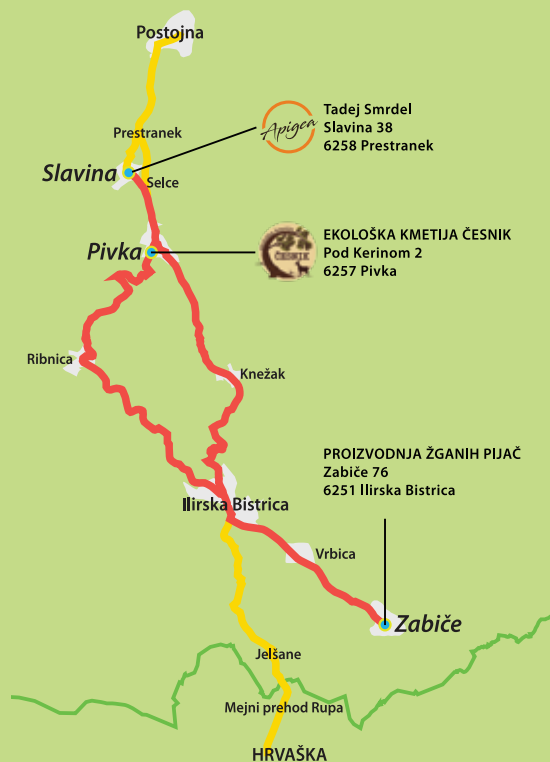 Postojna
Prestranek
Apigea
Tadej Smrdel
Slavina 38
6258 Prestranek
Slavina
Selce
Pivka
ČESNIK
EKOLOŠKA KMETIJA ČESNIK
Pod Kerinom 2
6257 Pivka
Ribnica
Knežak
PROIZVODNJA ŽGANIH PIJAČ
Zabiče 76
6251 Ilirska Bistrica
Ilirska Bistrica
Vrbica
Zabiče
Jelšane
Mejni prehod Rupa
HRVAŠKA